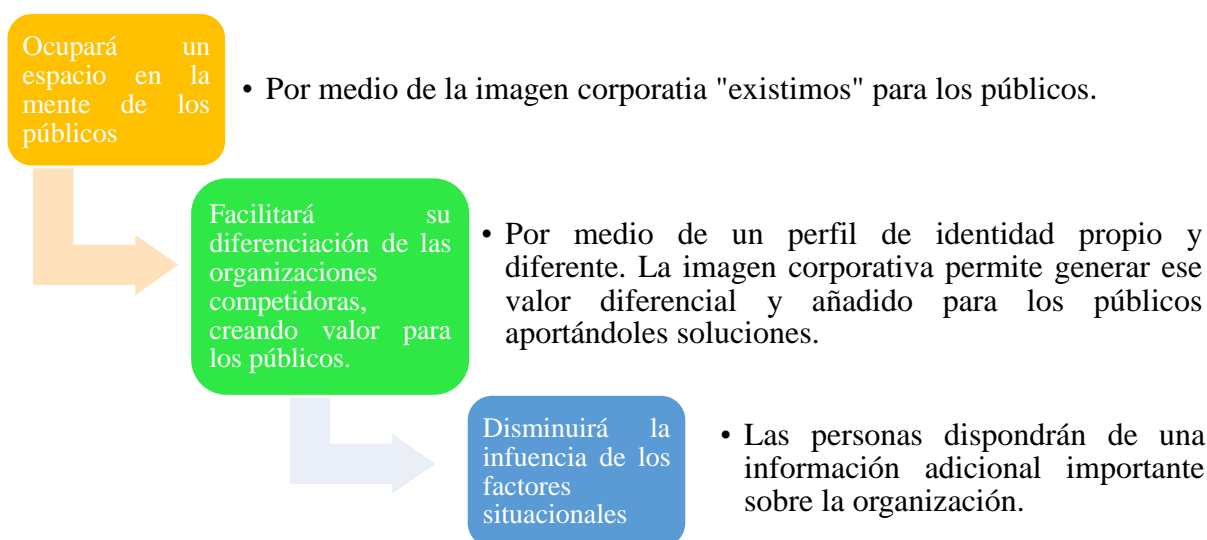 Ocupará un
espacio en la
mente de los
públicos
• Por medio de la imagen corporatia "existimos" para los públicos.
Facilitará su
diferenciación de las
organizaciones
competidoras,
creando valor para
los públicos.
• Por medio de un perfil de identidad propio y
diferente. La imagen corporativa permite generar ese
valor diferencial y añadido para los públicos
aportándoles soluciones.
Disminuirá la
infuencia de los
factores
situacionales
• Las personas dispondrán de una
información adicional importante
sobre la organización.